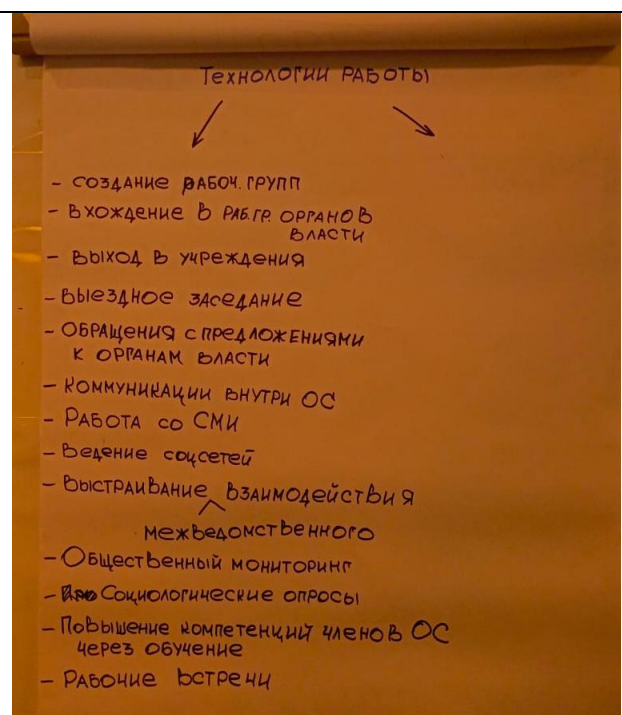 Технологии работы
- Создание рабоч. групп
- Вхождение в раб. гр. органов
власти
- Выход в учреждения
- Выездное заседание
- Обращения с предложениями
к органам власти
- Коммуникации внутри ОС
- Работа со СМИ
- Ведение соцсетей
- Выстраивание взаимодействия
межведомственного
- Общественный мониторинг
- Социологические опросы
- Повышение компетенций членов ОС
через обучение
- Рабочие встречи